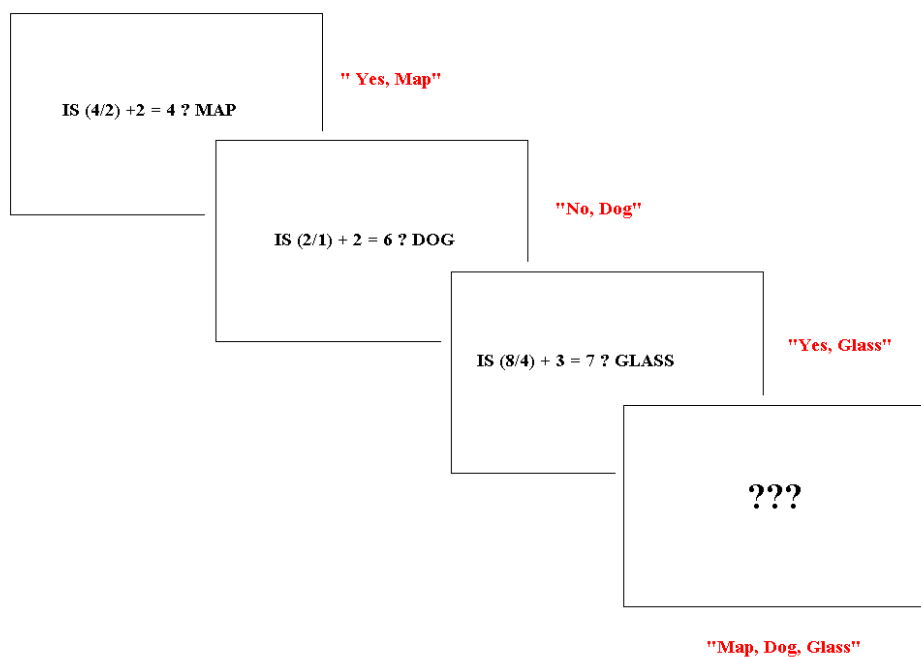 IS (4/2) +2 = 4 ? MAP
" Yes, Map"
IS (2/1) + 2 = 6 ? DOG
"No, Dog"
IS (8/4) + 3 = 7 ? GLASS
"Yes, Glass"
???
"Map, Dog, Glass"